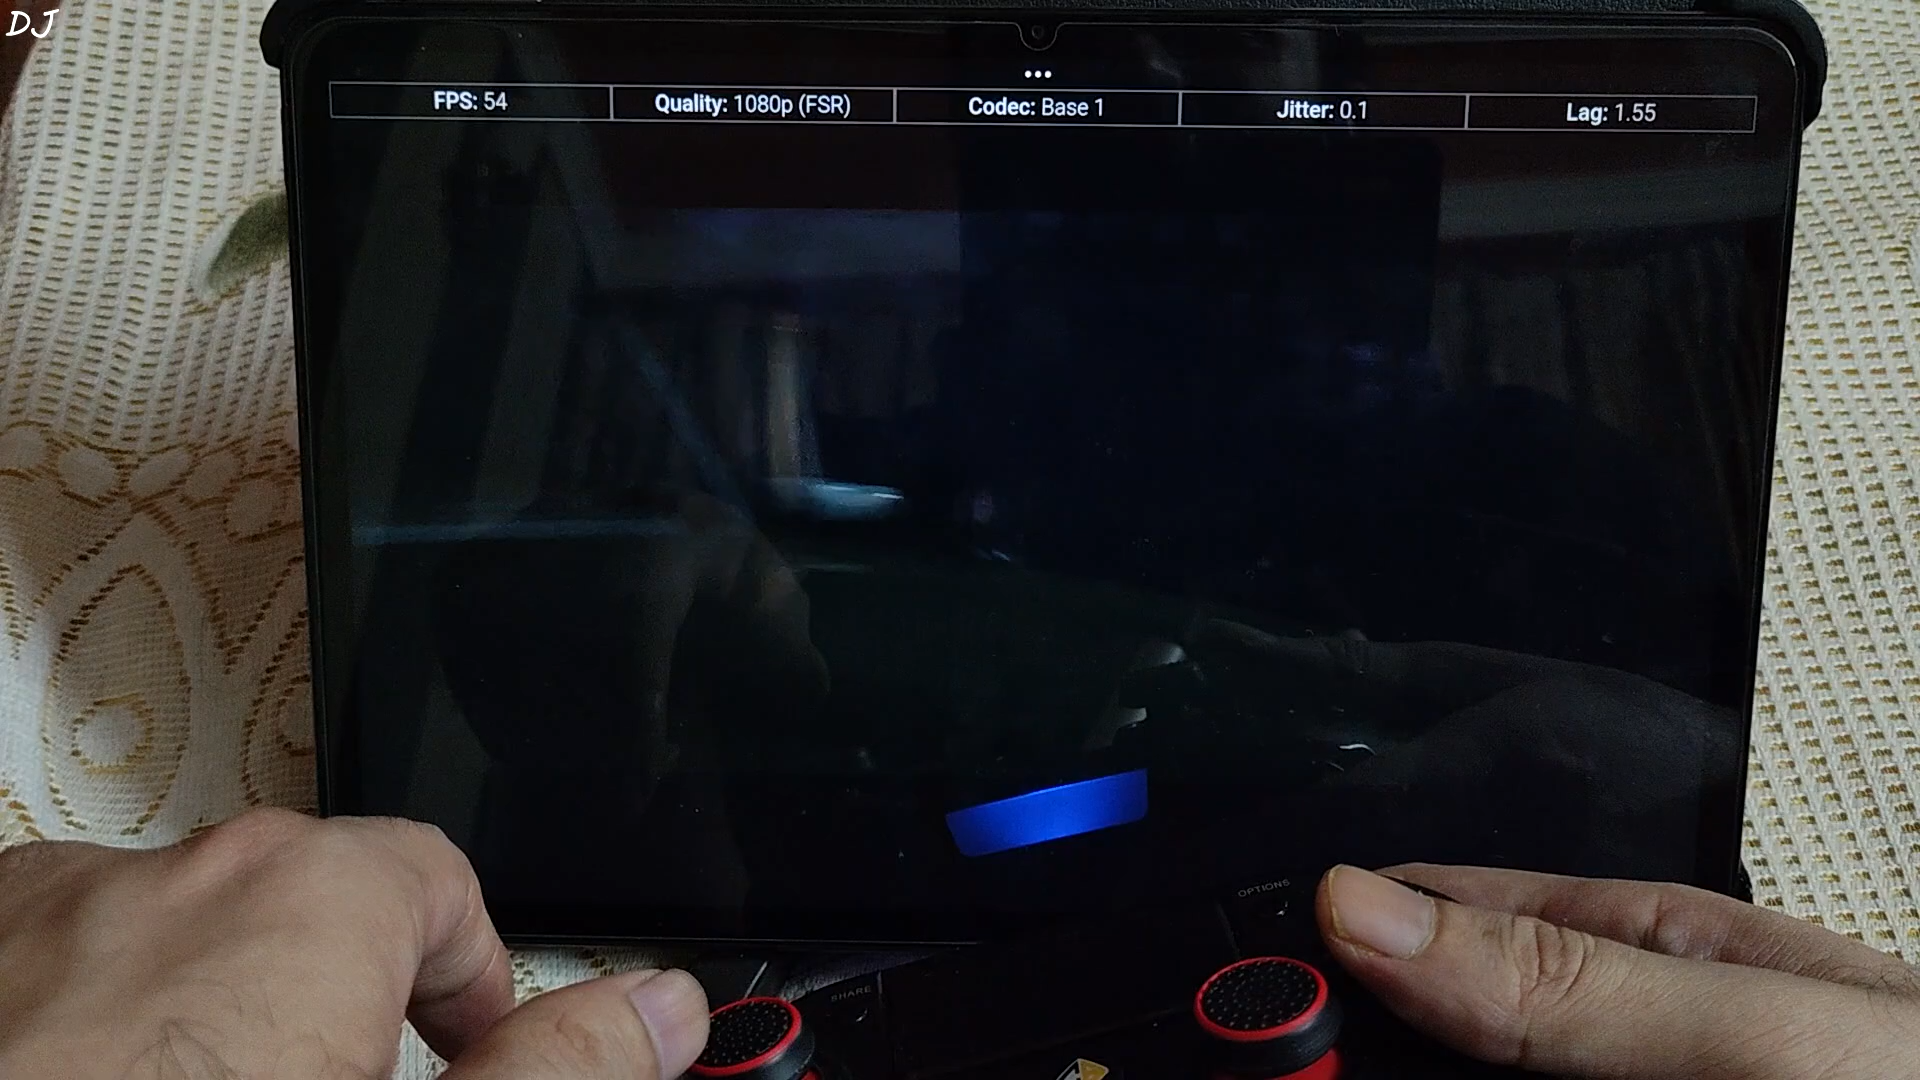 DJ
FPS: 54
Quality: 1080p (FSR)
Codec: Base 1
Jitter: 0.1
Lag: 1.55
OPTIONS
SHARE